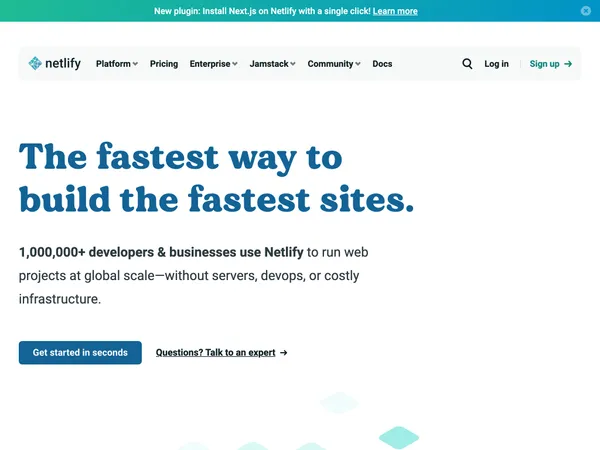 New plugin: Install Next.js on Netlify with a single click! Learn more
netlify Platform Pricing Enterprise Jamstack Community Docs Log in Sign up →
The fastest way to
build the fastest sites.
1,000,000+ developers & businesses use Netlify to run web
projects at global scale—without servers, devops, or costly
infrastructure.
Get started in seconds Questions? Talk to an expert →